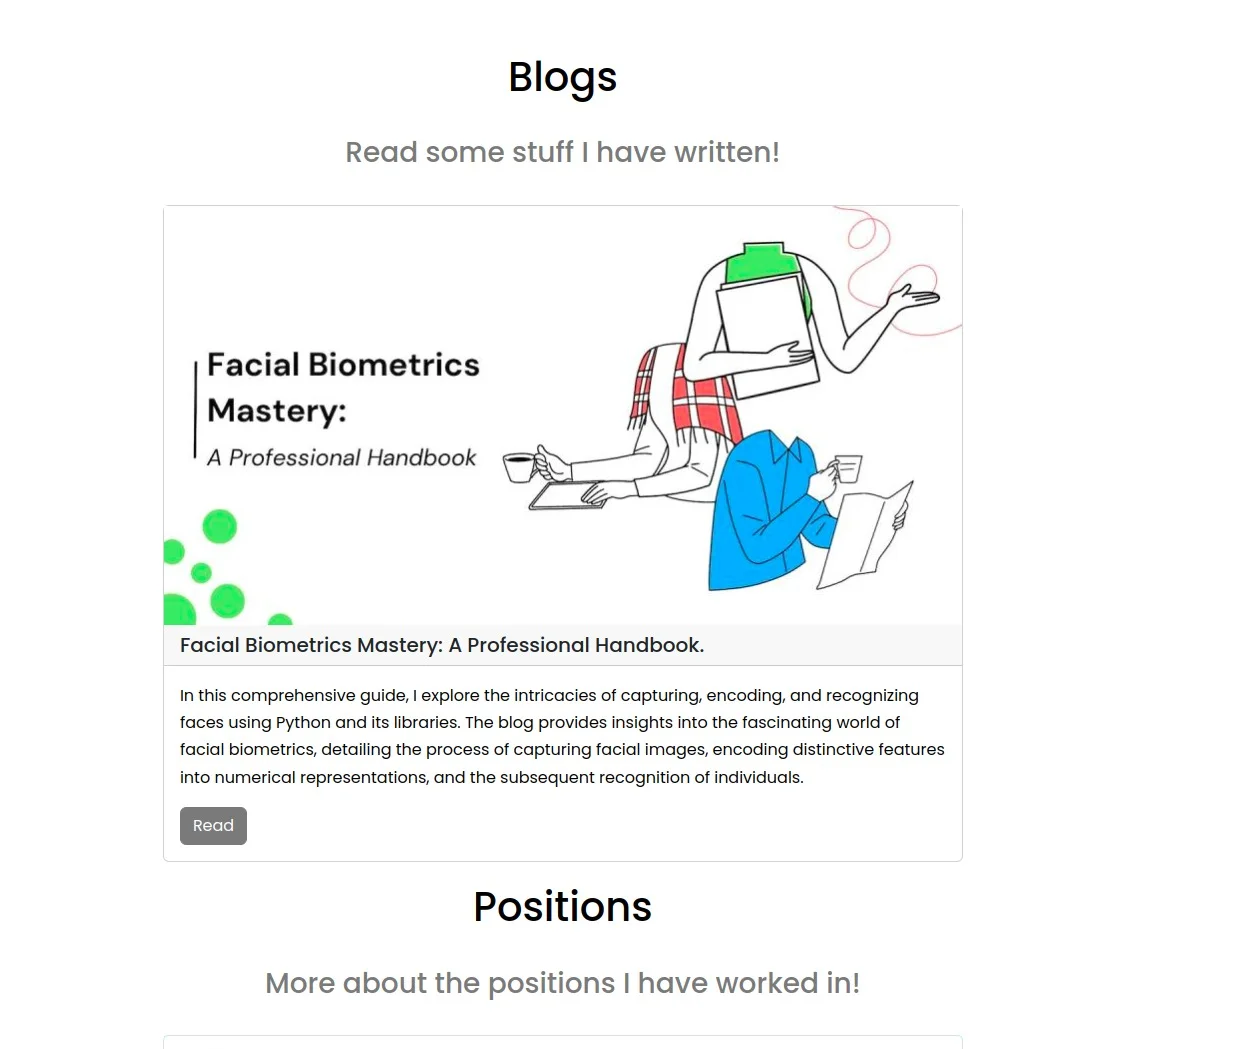 Blogs
Read some stuff I have written!
Facial Biometrics
Mastery:
A Professional Handbook
Facial Biometrics Mastery: A Professional Handbook.
In this comprehensive guide, I explore the intricacies of capturing, encoding, and recognizing
faces using Python and its libraries. The blog provides insights into the fascinating world of
facial biometrics, detailing the process of capturing facial images, encoding distinctive features
into numerical representations, and the subsequent recognition of individuals.
Read
Positions
More about the positions I have worked in!